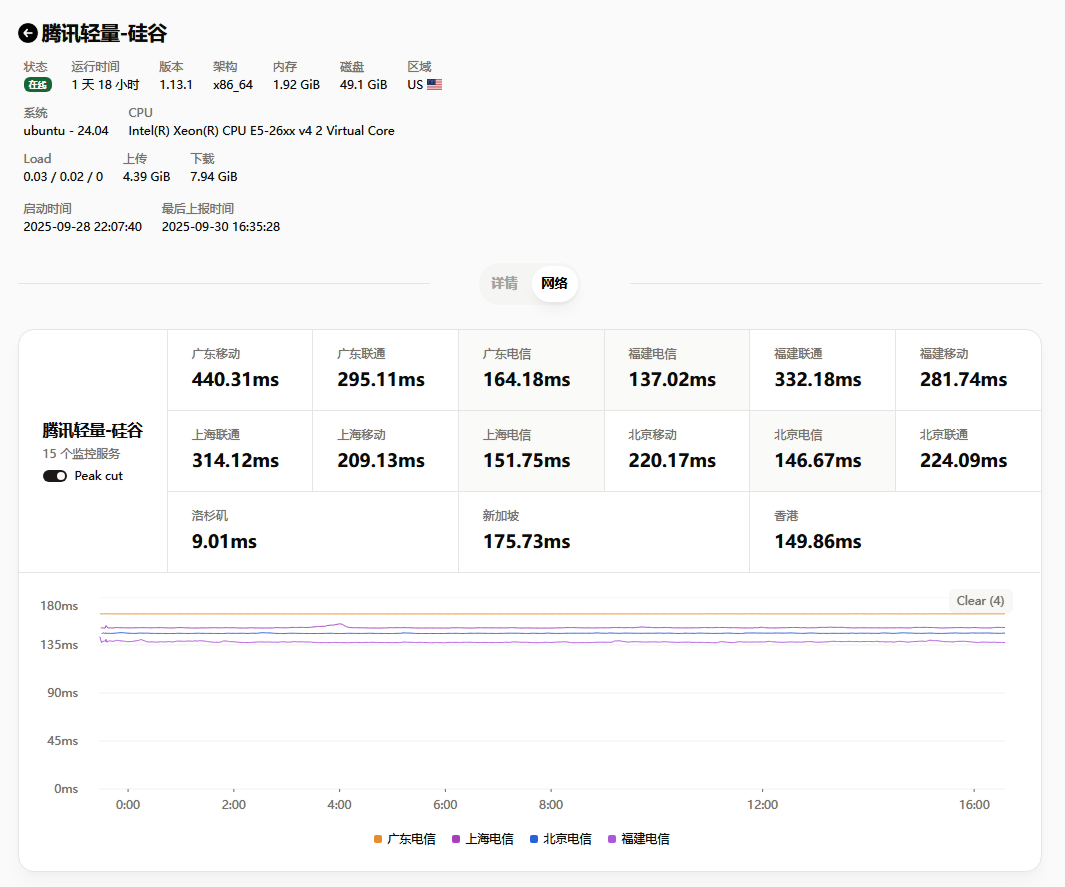 腾讯轻量-硅谷
状态 运行时间 版本 架构 内存 磁盘 区域
在线 1 天 18 小时 1.13.1 x86_64 1.92 GiB 49.1 GiB US
系统 CPU
ubuntu - 24.04 Intel(R) Xeon(R) CPU E5-26xx v4 2 Virtual Core
Load 上传 下载
0.03 / 0.02 / 0 4.39 GiB 7.94 GiB
启动时间 最后上报时间
2025-09-28 22:07:40 2025-09-30 16:35:28
详情 网络
腾讯轻量-硅谷
15 个监控服务
Peak cut
广东移动 广东联通 广东电信 福建电信 福建联通 福建移动
440.31ms 295.11ms 164.18ms 137.02ms 332.18ms 281.74ms
上海联通 上海移动 上海电信 北京移动 北京电信 北京联通
314.12ms 209.13ms 151.75ms 220.17ms 146.67ms 224.09ms
洛杉矶 新加坡 香港
9.01ms 175.73ms 149.86ms
Clear (4)
180ms
135ms
90ms
45ms
0ms
0:00 2:00 4:00 6:00 8:00 12:00 16:00
广东电信 上海电信 北京电信 福建电信